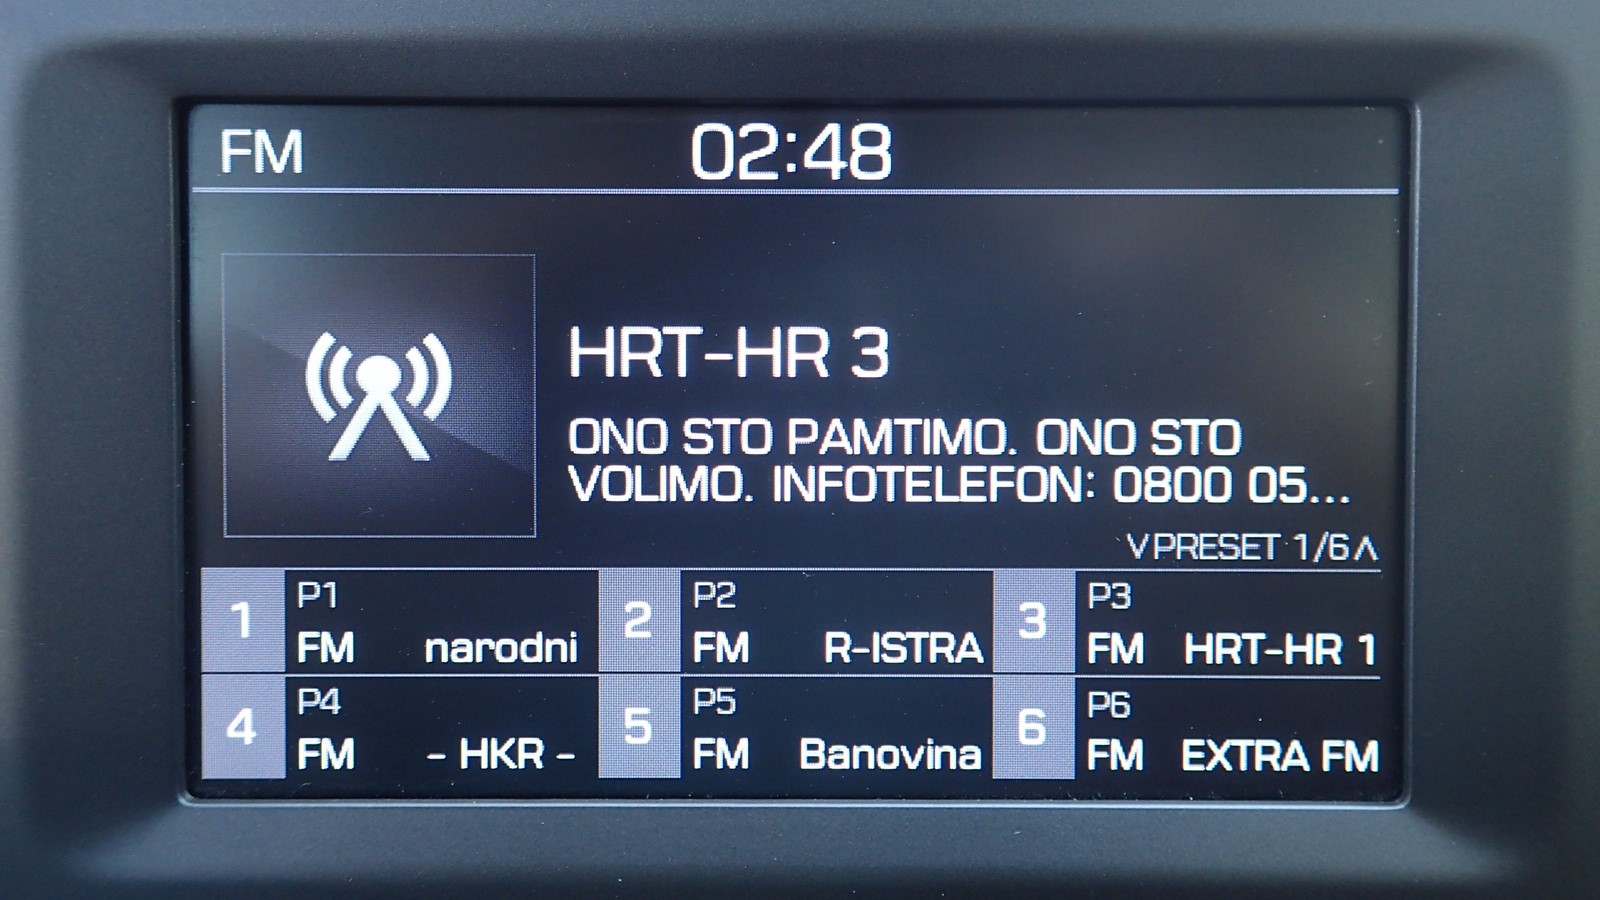 FM 02:48
HRT-HR 3
ONO STO PAMTIMO. ONO STO
VOLIMO. INFOTELEFON: 0800 05...
V PRESET 1/6 Λ
1 P1 FM narodni
2 P2 FM R-ISTRA
3 P3 FM HRT-HR 1
4 P4 FM - HKR -
5 P5 FM Banovina
6 P6 FM EXTRA FM